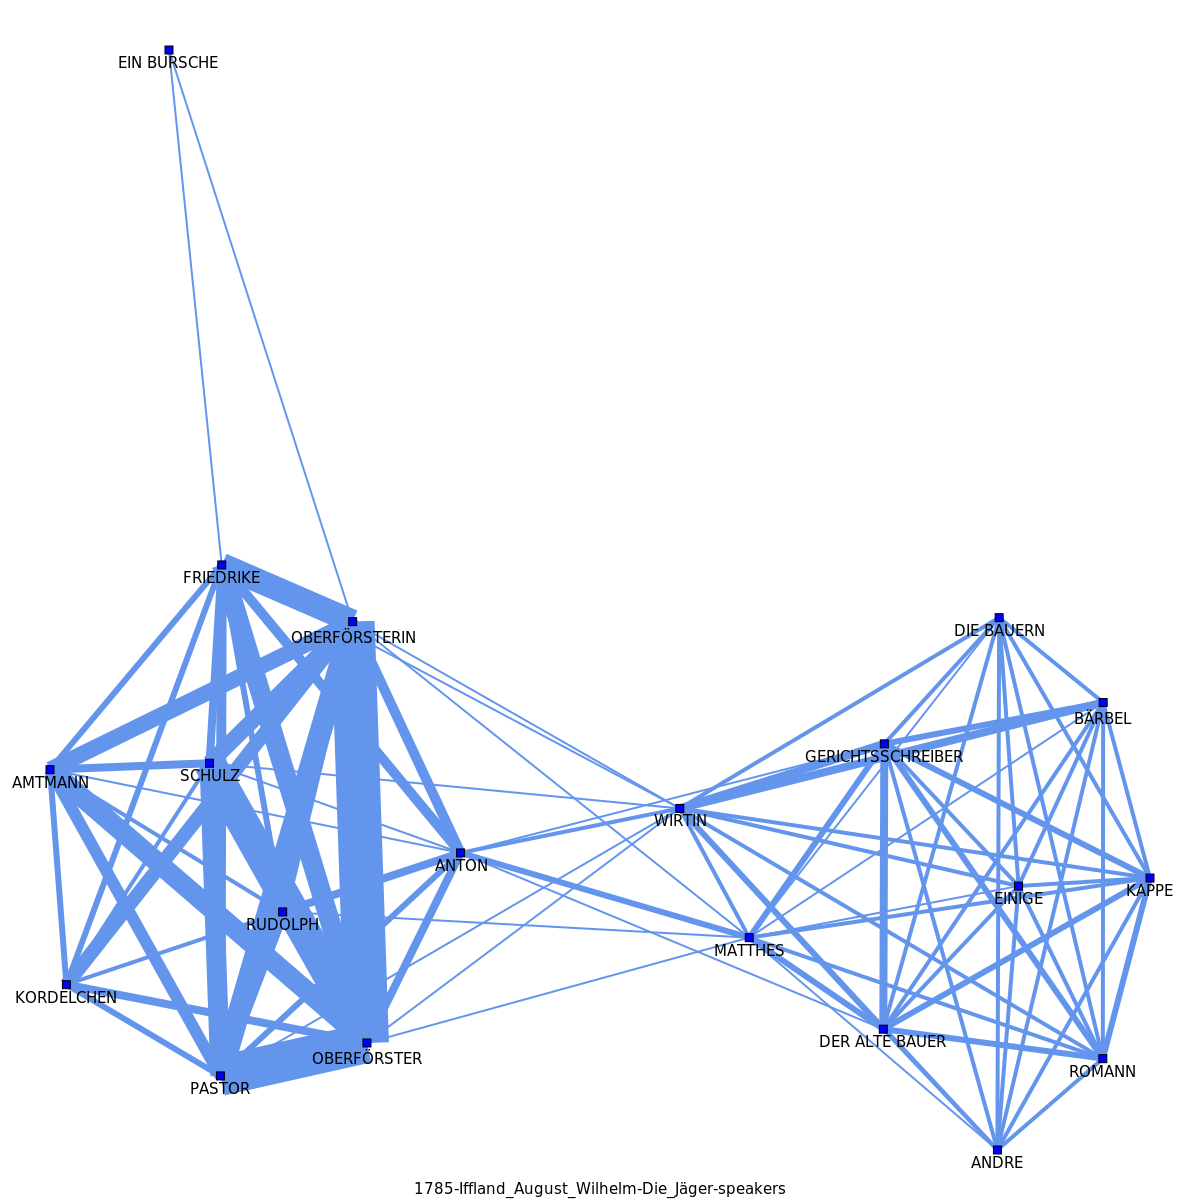 EIN BURSCHE
FRIEDRIKE
OBERFÖRSTERIN
DIE BAUERN
BÄRBEL
GERICHTSSCHREIBER
AMTMANN
SCHULZ
WIRTIN
ANTON
EINIGE
KAPPE
RUDOLPH
MATTHES
KORDELCHEN
DER ALTE BAUER
OBERFÖRSTER
ROMANN
PASTOR
ANDRE
1785-Iffland_August_Wilhelm-Die_Jäger-speakers